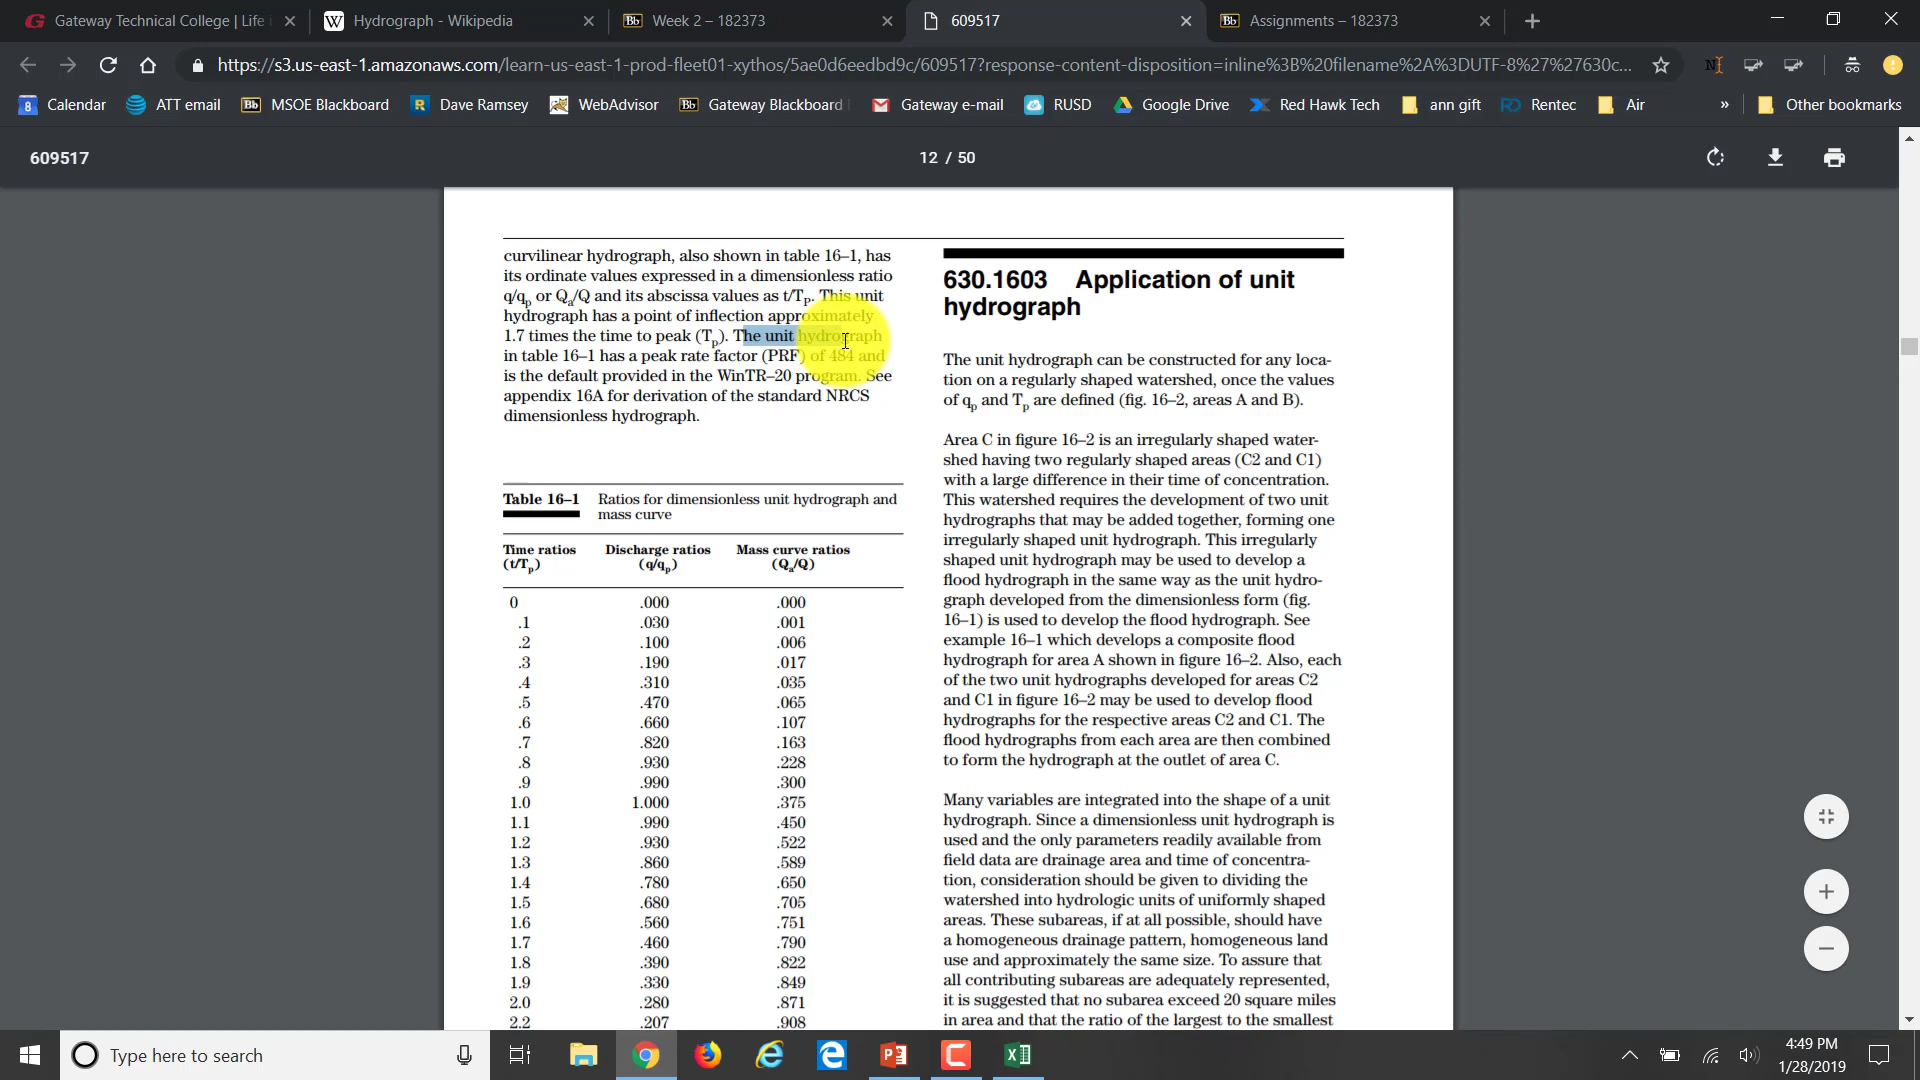 Gateway Technical College | Life i
Hydrograph - Wikipedia
Week 2 – 182373
609517
Assignments – 182373
https://s3.us-east-1.amazonaws.com/learn-us-east-1-prod-fleet01-xythos/5ae0d6eedbd9c/609517?response-content-disposition=inline%3B%20filename%2A%3DUTF-8%27%27630c...
Calendar
ATT email
Bb MSOE Blackboard
Dave Ramsey
WebAdvisor
Bb Gateway Blackboard
Gateway e-mail
RUSD
Google Drive
Red Hawk Tech
ann gift
Rentec
Air
»
Other bookmarks
609517
12 / 50
curvilinear hydrograph, also shown in table 16–1, has
its ordinate values expressed in a dimensionless ratio
q/qp or Qa/Q and its abscissa values as t/Tp. This unit
hydrograph has a point of inflection approximately
1.7 times the time to peak (Tp). The unit hydrograph
in table 16–1 has a peak rate factor (PRF) of 484 and
is the default provided in the WinTR–20 program. See
appendix 16A for derivation of the standard NRCS
dimensionless hydrograph.
Table 16–1 Ratios for dimensionless unit hydrograph and
mass curve
Time ratios Discharge ratios Mass curve ratios
(t/Tp) (q/qp) (Qa/Q)
0 .000 .000
.1 .030 .001
.2 .100 .006
.3 .190 .017
.4 .310 .035
.5 .470 .065
.6 .660 .107
.7 .820 .163
.8 .930 .228
.9 .990 .300
1.0 1.000 .375
1.1 .990 .450
1.2 .930 .522
1.3 .860 .589
1.4 .780 .650
1.5 .680 .705
1.6 .560 .751
1.7 .460 .790
1.8 .390 .822
1.9 .330 .849
2.0 .280 .871
2.2 .207 .908
630.1603 Application of unit
hydrograph
The unit hydrograph can be constructed for any loca-
tion on a regularly shaped watershed, once the values
of qp and Tp are defined (fig. 16–2, areas A and B).
Area C in figure 16–2 is an irregularly shaped water-
shed having two regularly shaped areas (C2 and C1)
with a large difference in their time of concentration.
This watershed requires the development of two unit
hydrographs that may be added together, forming one
irregularly shaped unit hydrograph. This irregularly
shaped unit hydrograph may be used to develop a
flood hydrograph in the same way as the unit hydro-
graph developed from the dimensionless form (fig.
16–1) is used to develop the flood hydrograph. See
example 16–1 which develops a composite flood
hydrograph for area A shown in figure 16–2. Also, each
of the two unit hydrographs developed for areas C2
and C1 in figure 16–2 may be used to develop flood
hydrographs for the respective areas C2 and C1. The
flood hydrographs from each area are then combined
to form the hydrograph at the outlet of area C.
Many variables are integrated into the shape of a unit
hydrograph. Since a dimensionless unit hydrograph is
used and the only parameters readily available from
field data are drainage area and time of concentra-
tion, consideration should be given to dividing the
watershed into hydrologic units of uniformly shaped
areas. These subareas, if at all possible, should have
a homogeneous drainage pattern, homogeneous land
use and approximately the same size. To assure that
all contributing subareas are adequately represented,
it is suggested that no subarea exceed 20 square miles
in area and that the ratio of the largest to the smallest
Type here to search
4:49 PM
1/28/2019